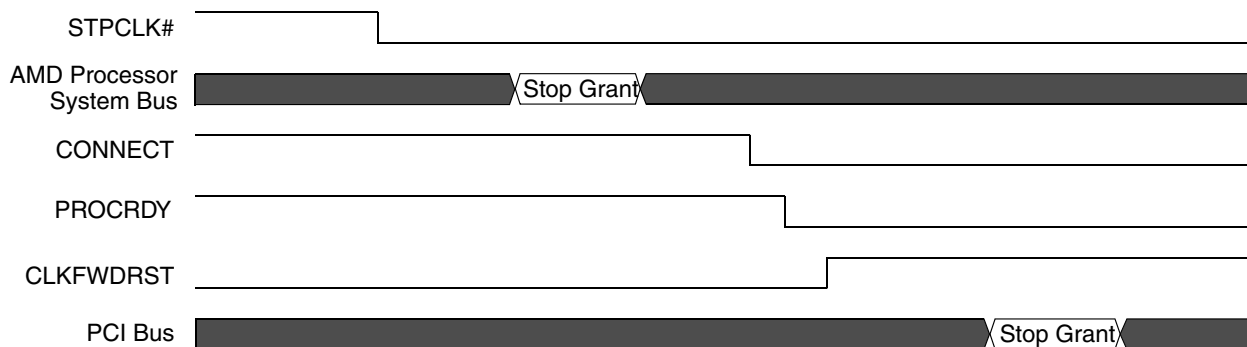 STPCLK#
AMD Processor
System Bus
Stop Grant
CONNECT
PROCRDY
CLKFWDRST
PCI Bus
Stop Grant